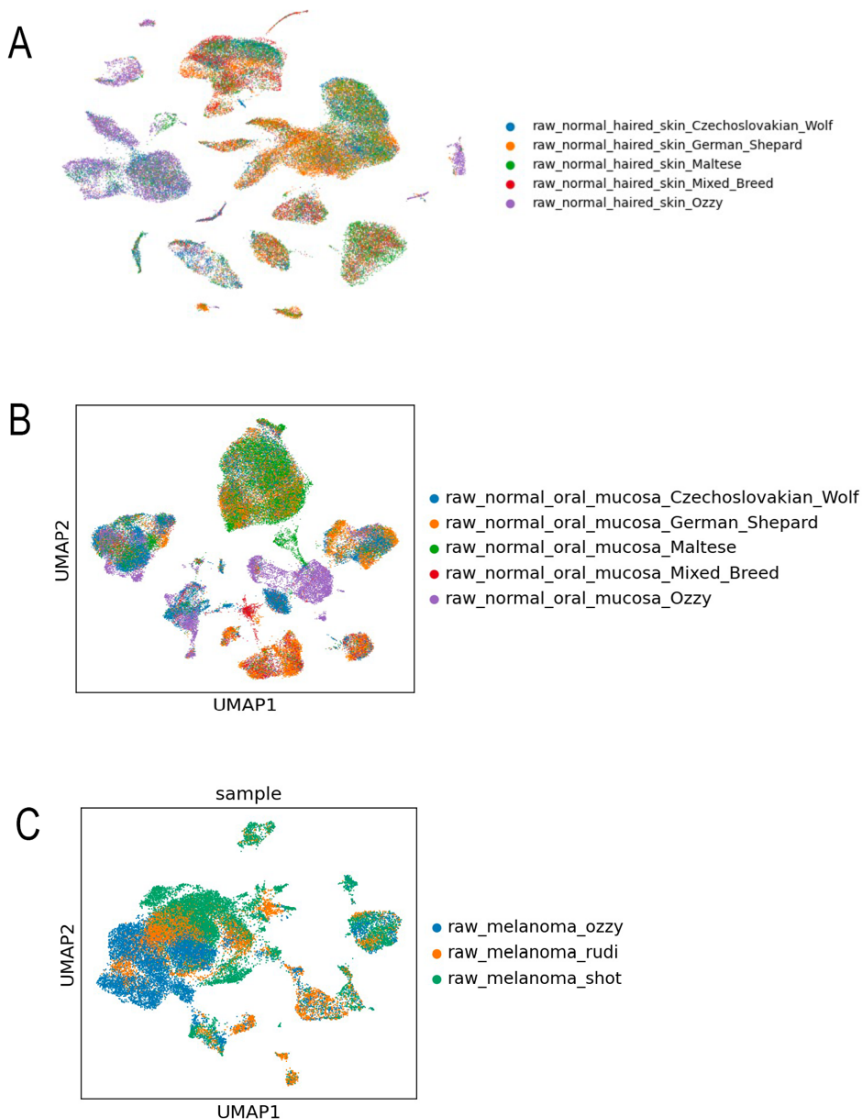 A
raw_normal_haired_skin_Czechoslovakian_Wolf
raw_normal_haired_skin_German_Shepard
raw_normal_haired_skin_Maltese
raw_normal_haired_skin_Mixed_Breed
raw_normal_haired_skin_Ozzy
B
UMAP2
raw_normal_oral_mucosa_Czechoslovakian_Wolf
raw_normal_oral_mucosa_German_Shepard
raw_normal_oral_mucosa_Maltese
raw_normal_oral_mucosa_Mixed_Breed
raw_normal_oral_mucosa_Ozzy
UMAP1
C
sample
UMAP2
raw_melanoma_ozzy
raw_melanoma_rudi
raw_melanoma_shot
UMAP1